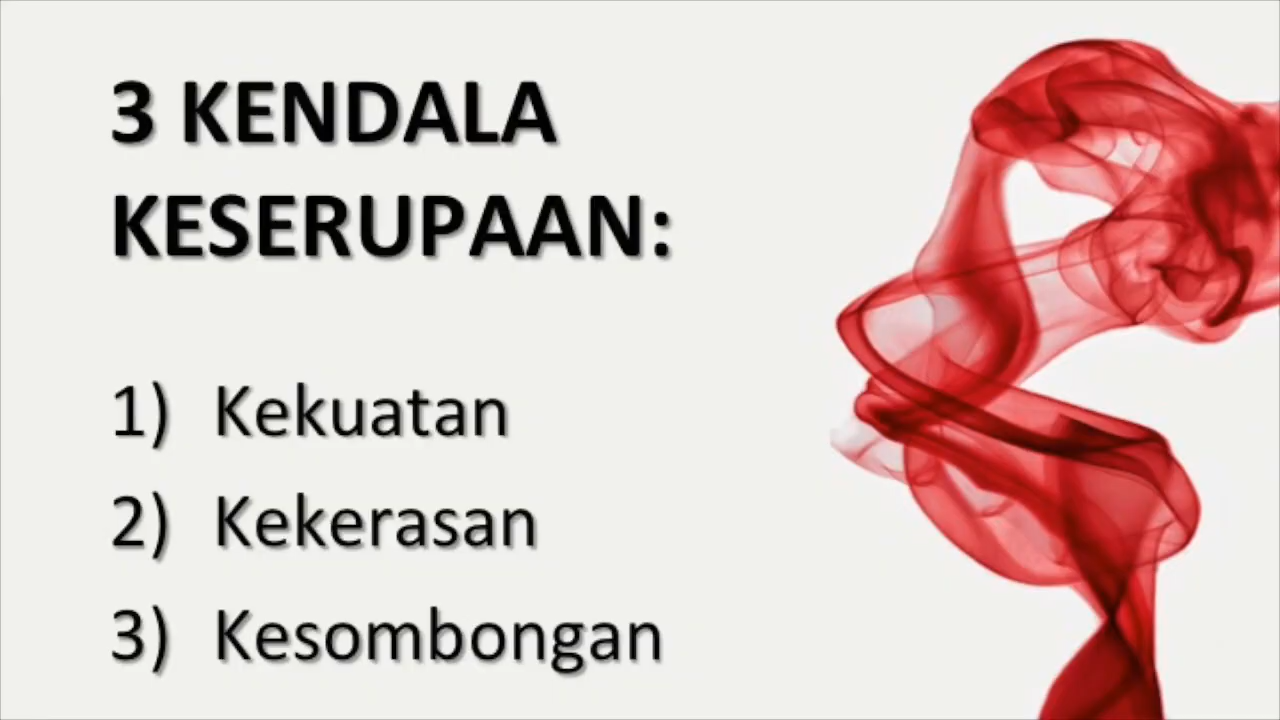 3 KENDALA
KESERUPAAN:
1) Kekuatan
2) Kekerasan
3) Kesombongan